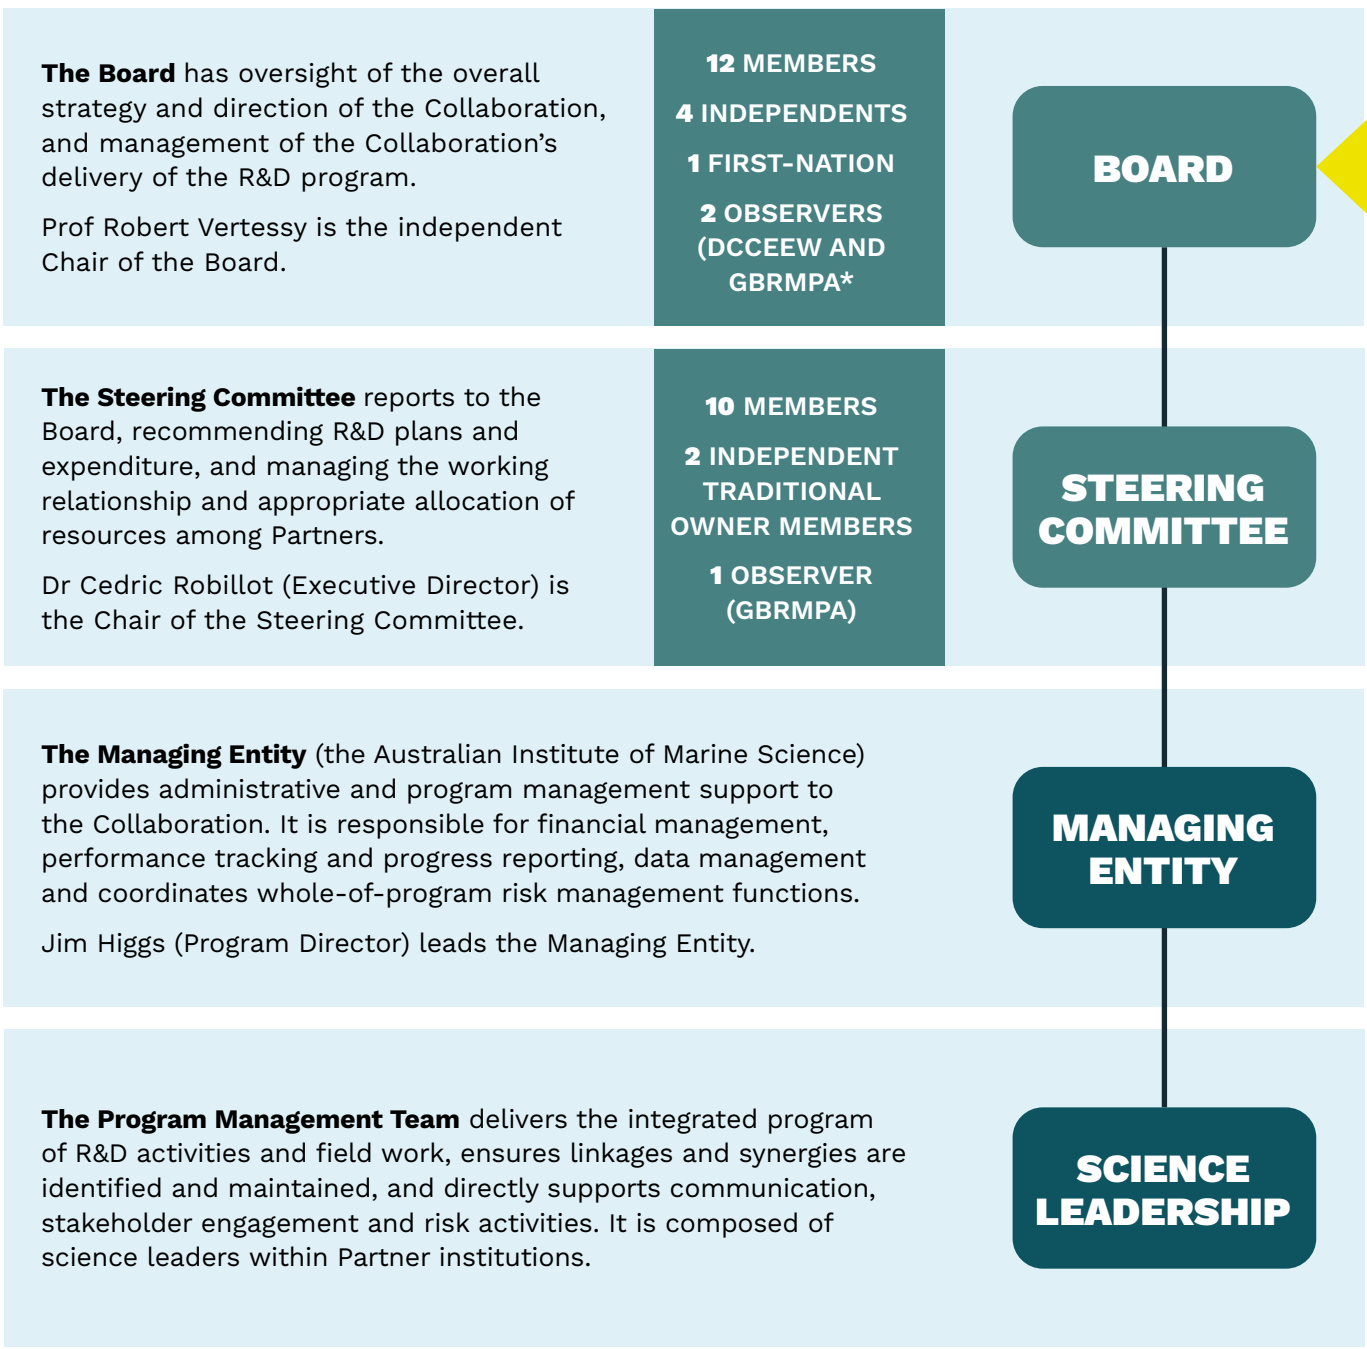 The Board has oversight of the overall
strategy and direction of the Collaboration,
and management of the Collaboration’s
delivery of the R&D program.
Prof Robert Vertessy is the independent
Chair of the Board.
12 MEMBERS
4 INDEPENDENTS
1 FIRST-NATION
2 OBSERVERS
(DCCEEW AND
GBRMPA*
BOARD
The Steering Committee reports to the
Board, recommending R&D plans and
expenditure, and managing the working
relationship and appropriate allocation of
resources among Partners.
Dr Cedric Robillot (Executive Director) is
the Chair of the Steering Committee.
10 MEMBERS
2 INDEPENDENT
TRADITIONAL
OWNER MEMBERS
1 OBSERVER
(GBRMPA)
STEERING
COMMITTEE
The Managing Entity (the Australian Institute of Marine Science)
provides administrative and program management support to
the Collaboration. It is responsible for financial management,
performance tracking and progress reporting, data management
and coordinates whole-of-program risk management functions.
Jim Higgs (Program Director) leads the Managing Entity.
MANAGING
ENTITY
The Program Management Team delivers the integrated program
of R&D activities and field work, ensures linkages and synergies are
identified and maintained, and directly supports communication,
stakeholder engagement and risk activities. It is composed of
science leaders within Partner institutions.
SCIENCE
LEADERSHIP